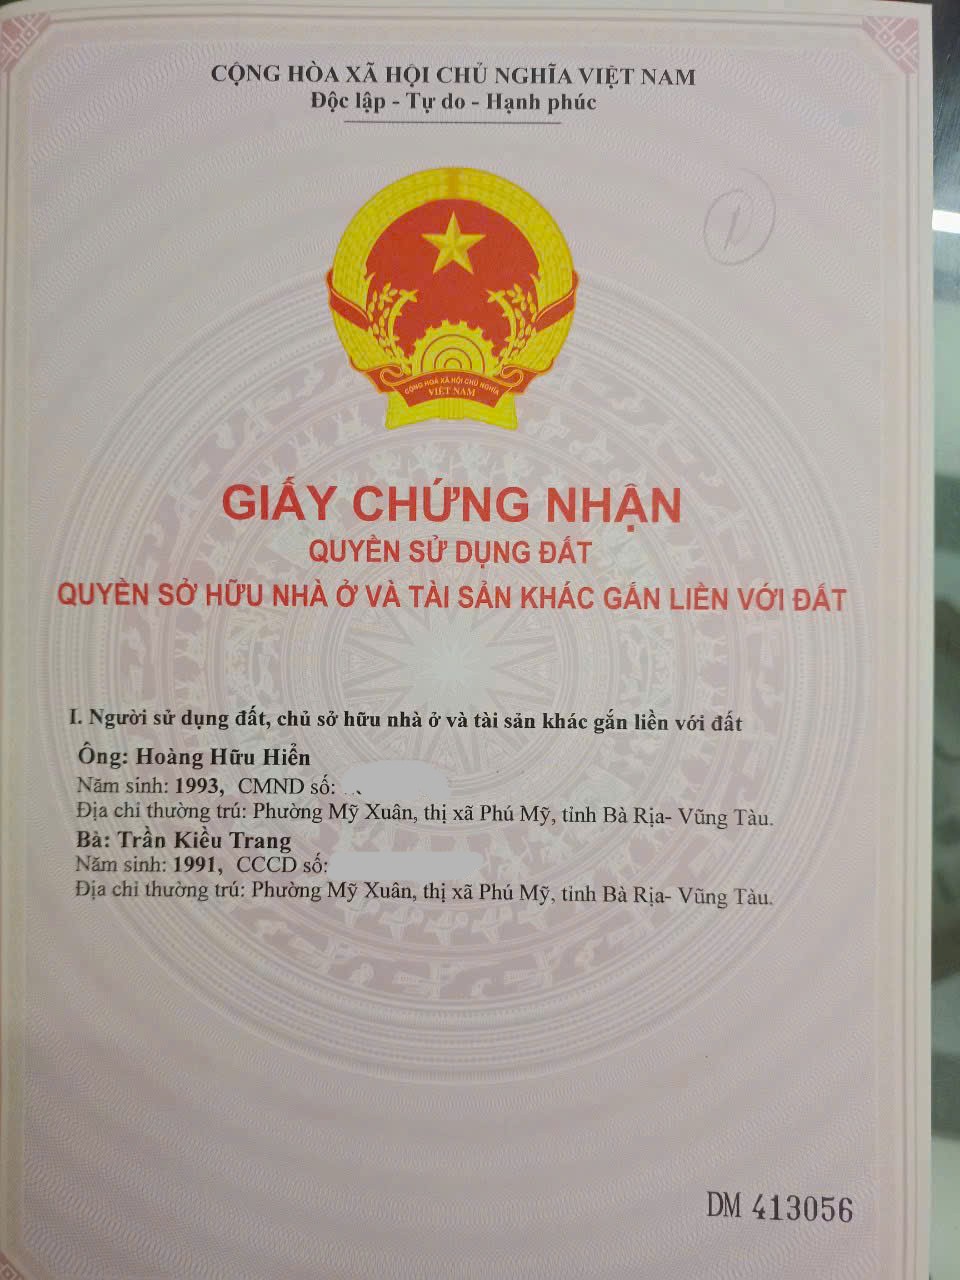 CỘNG HÒA XÃ HỘI CHỦ NGHĨA VIỆT NAM
Độc lập - Tự do - Hạnh phúc
1
CỘNG HOÀ XÃ HỘI CHỦ NGHĨA
VIỆT NAM
GIẤY CHỨNG NHẬN
QUYỀN SỬ DỤNG ĐẤT
QUYỀN SỞ HỮU NHÀ Ở VÀ TÀI SẢN KHÁC GẮN LIỀN VỚI ĐẤT
I. Người sử dụng đất, chủ sở hữu nhà ở và tài sản khác gắn liền với đất
Ông: Hoàng Hữu Hiển
Năm sinh: 1993, CMND số:
Địa chỉ thường trú: Phường Mỹ Xuân, thị xã Phú Mỹ, tỉnh Bà Rịa- Vũng Tàu.
Bà: Trần Kiều Trang
Năm sinh: 1991, CCCD số:
Địa chỉ thường trú: Phường Mỹ Xuân, thị xã Phú Mỹ, tỉnh Bà Rịa- Vũng Tàu.
DM 413056